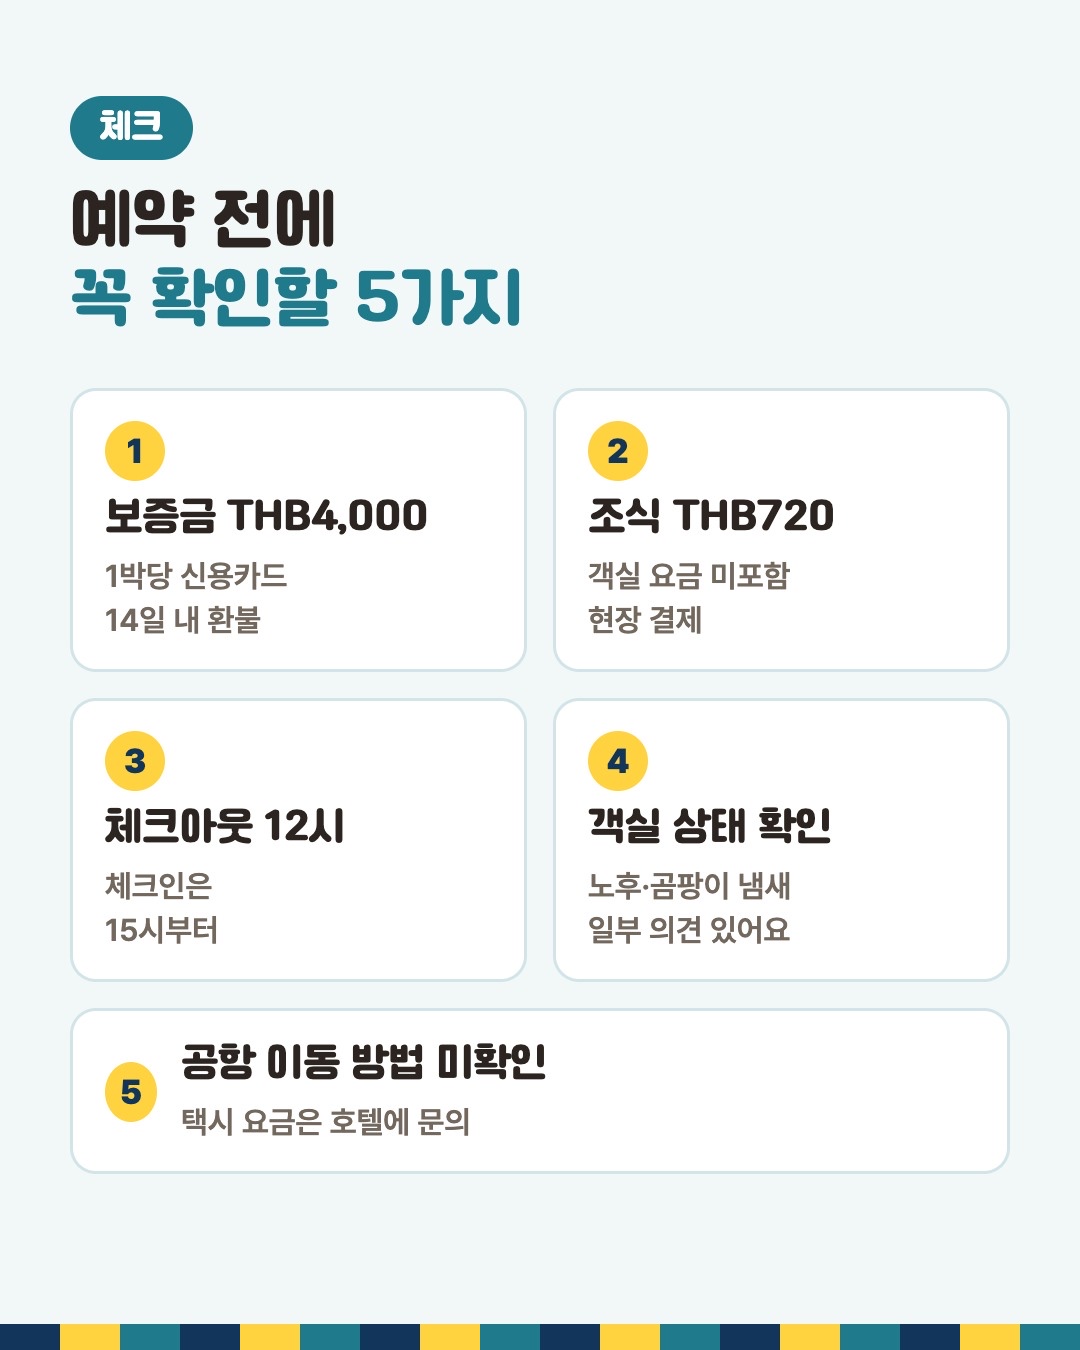 체크
예약 전에
꼭 확인할 5가지
1
보증금 THB4,000
1박당 신용카드
14일 내 환불
2
조식 THB720
객실 요금 미포함
현장 결제
3
체크아웃 12시
체크인은
15시부터
4
객실 상태 확인
노후·곰팡이 냄새
일부 의견 있어요
5
공항 이동 방법 미확인
택시 요금은 호텔에 문의